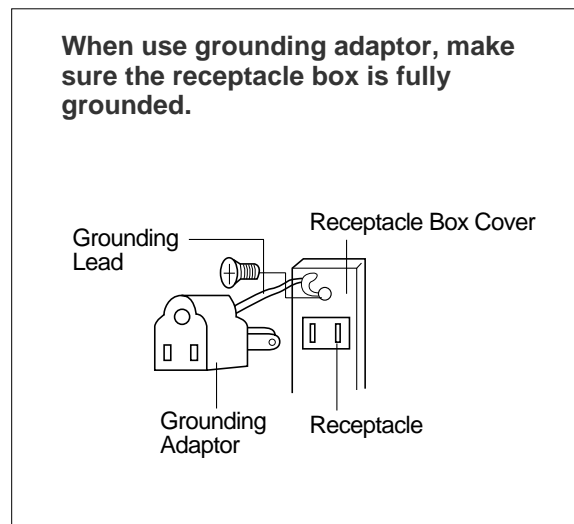 When use grounding adaptor, make
sure the receptacle box is fully
grounded.
Receptacle Box Cover
Grounding
Lead
Grounding
Adaptor
Receptacle